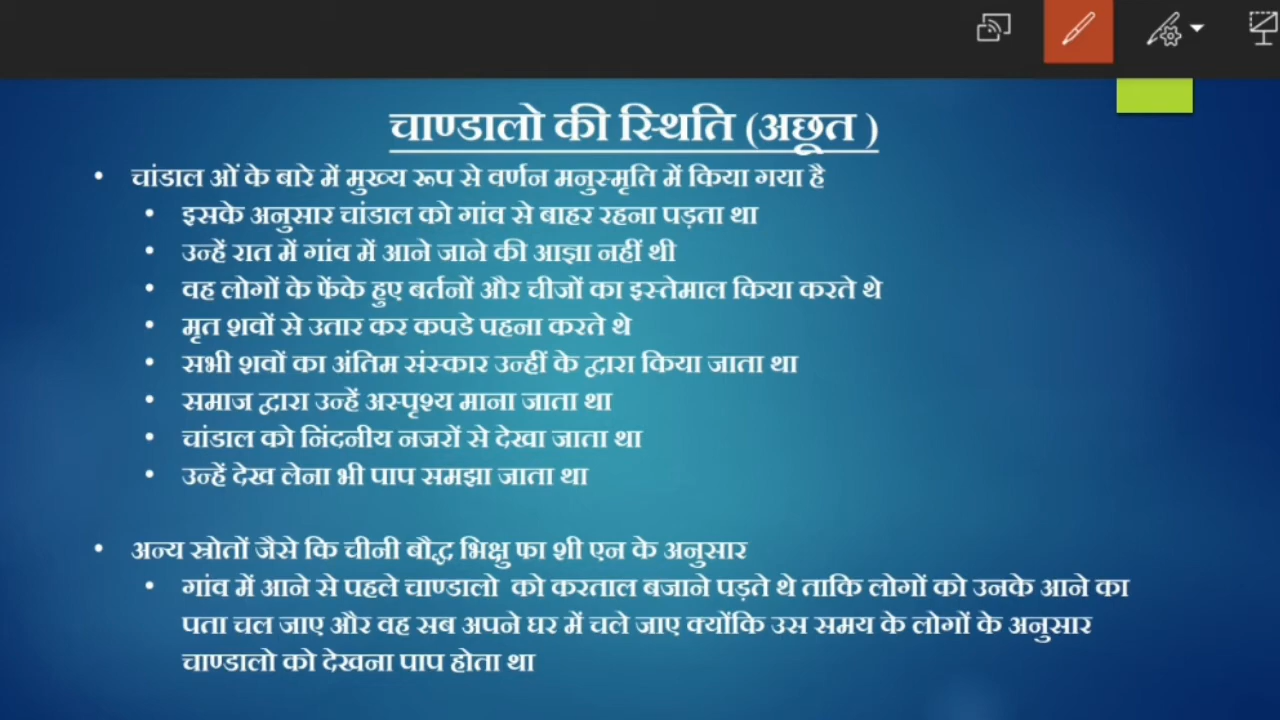 चाण्डालो की स्थिति (अछूत )
• चांडाल ओं के बारे में मुख्य रूप से वर्णन मनुस्मृति में किया गया है
• इसके अनुसार चांडाल को गांव से बाहर रहना पड़ता था
• उन्हें रात में गांव में आने जाने की आज्ञा नहीं थी
• वह लोगों के फेंके हुए बर्तनों और चीजों का इस्तेमाल किया करते थे
• मृत शवों से उतार कर कपडे पहना करते थे
• सभी शवों का अंतिम संस्कार उन्हीं के द्वारा किया जाता था
• समाज द्वारा उन्हें अस्पृश्य माना जाता था
• चांडाल को निंदनीय नजरों से देखा जाता था
• उन्हें देख लेना भी पाप समझा जाता था
• अन्य स्रोतों जैसे कि चीनी बौद्ध भिक्षु फा शी एन के अनुसार
• गांव में आने से पहले चाण्डालो को करताल बजाने पड़ते थे ताकि लोगों को उनके आने का
पता चल जाए और वह सब अपने घर में चले जाए क्योंकि उस समय के लोगों के अनुसार
चाण्डालो को देखना पाप होता था